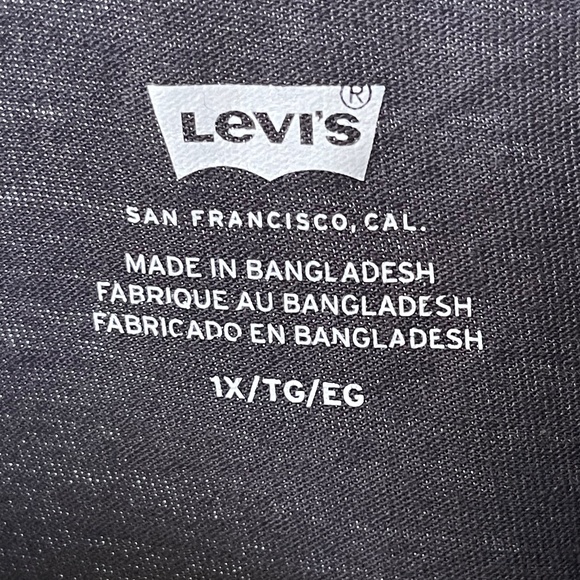 LEVI'S ®
SAN FRANCISCO, CAL.
MADE IN BANGLADESH
FABRIQUE AU BANGLADESH
FABRICADO EN BANGLADESH
1X/TG/EG